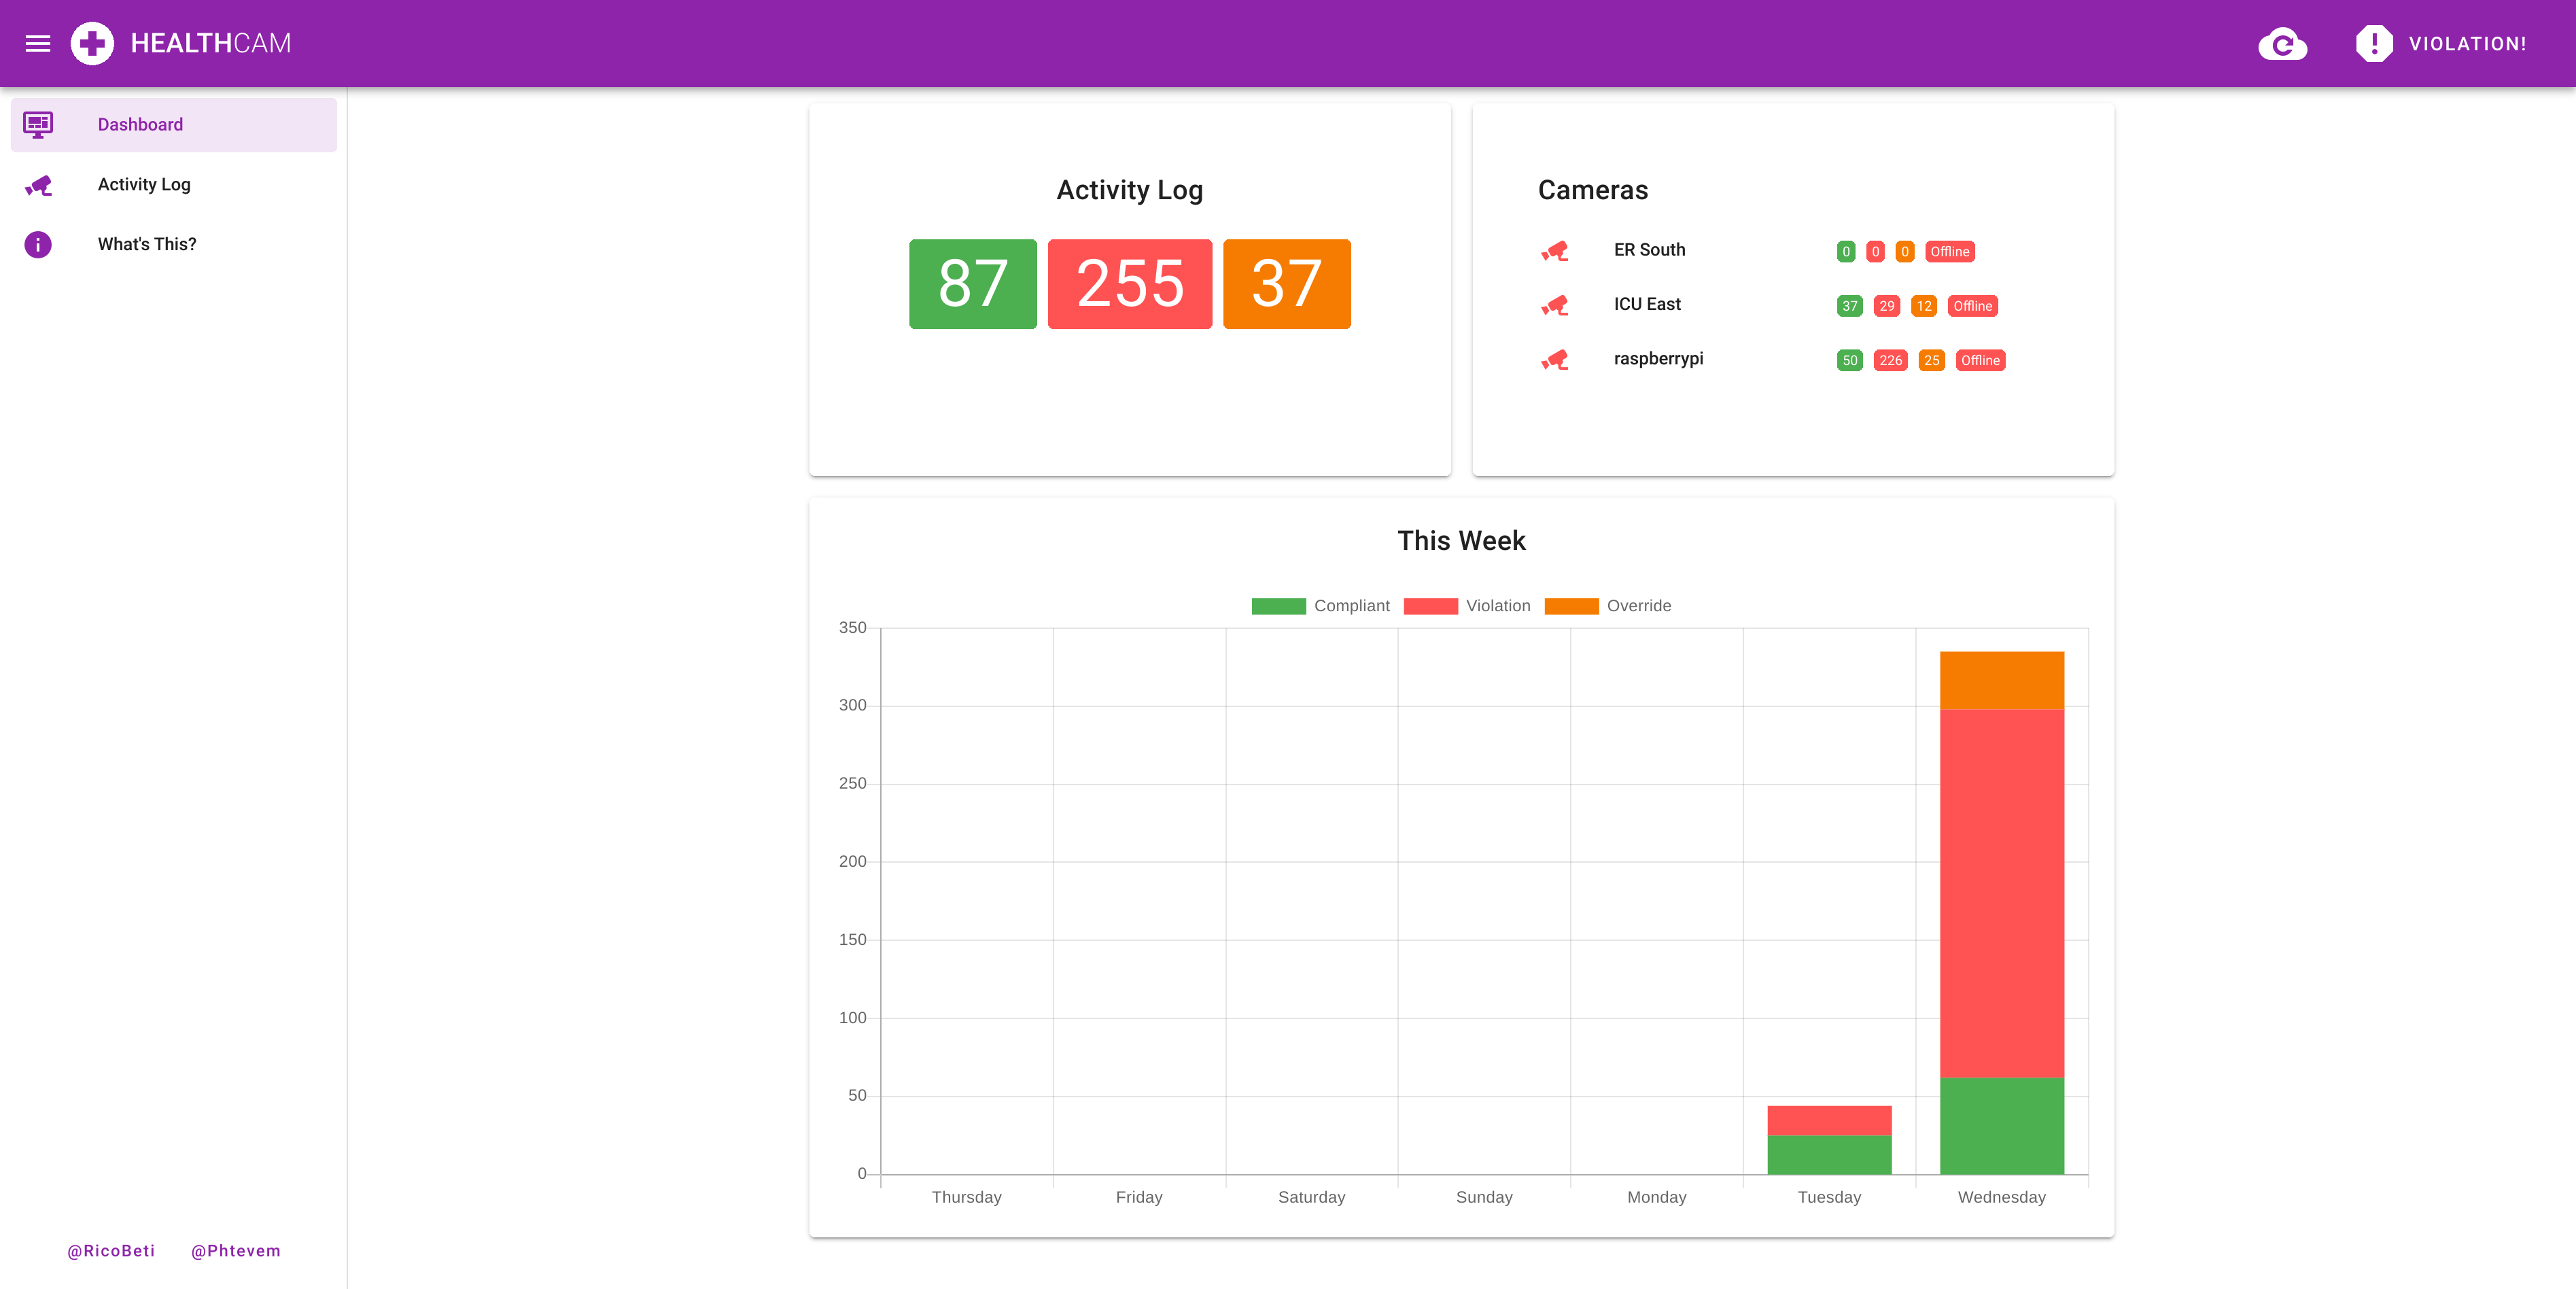 HEALTHCAM
VIOLATION!
Dashboard
Activity Log
What's This?
@RicoBeti @Phtevem
Activity Log
87 255 37
Cameras
ER South 0 0 0 Offline
ICU East 37 29 12 Offline
raspberrypi 50 226 25 Offline
This Week
Compliant Violation Override
350
300
250
200
150
100
50
0
Thursday Friday Saturday Sunday Monday Tuesday Wednesday